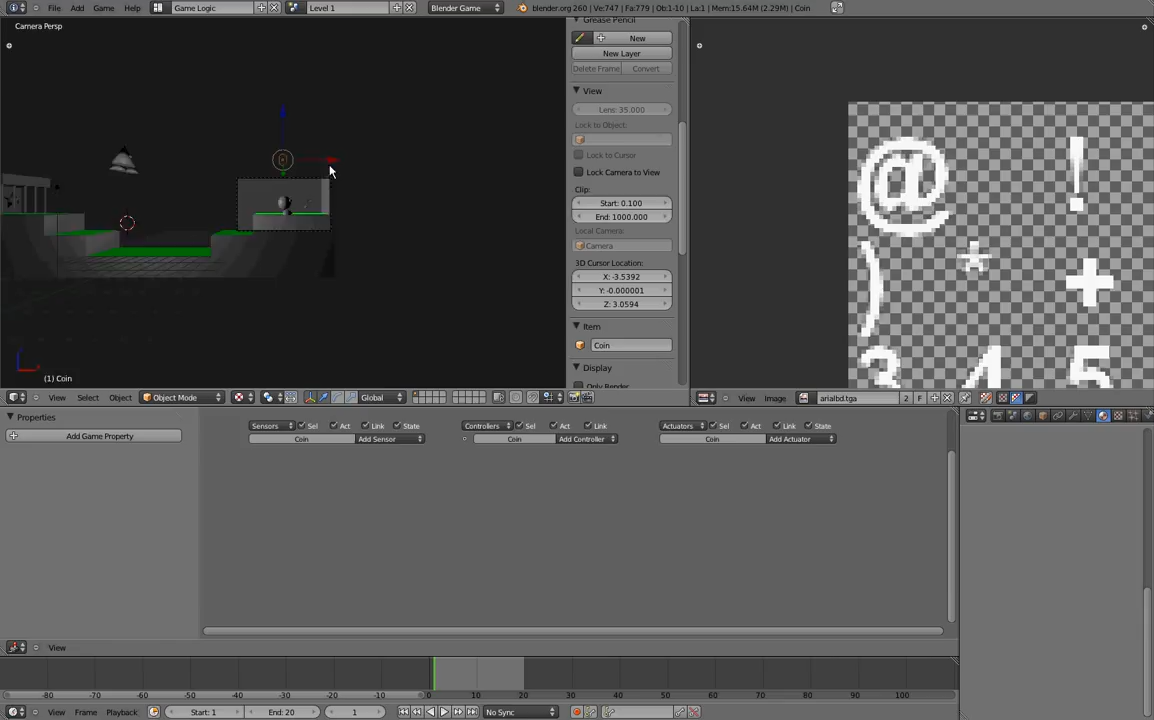 File Add Game Help Game Logic Level 1 Blender Game blender.org 260 | Ve:747 | Fa:779 | Ob:1-10 | La:1 | Mem:15.64M (2.29M) | Coin
Camera Persp
Grease Pencil
New
New Layer
Delete Frame Convert
View
Lens: 35.000
Lock to Object:
Lock to Cursor
Lock Camera to View
Clip:
Start: 0.100
End: 1000.000
Local Camera:
Camera
3D Cursor Location:
X: -3.5392
Y: -0.000001
Z: 3.0594
Item
Coin
Display
Only Render
(1) Coin
@ !
) * +
3 4 5
View Select Object Object Mode Global View Image arialbd.tga 2 F
Properties
Add Game Property
Sensors Sel Act Link State Controllers Sel Act Link Actuators Sel Act Link State
Coin Add Sensor Coin Add Controller Coin Add Actuator
View
-80 -70 -60 -50 -40 -30 -20 -10 0 10 20 30 40 50 60 70 80 90 100
View Frame Playback Start: 1 End: 20 1 No Sync